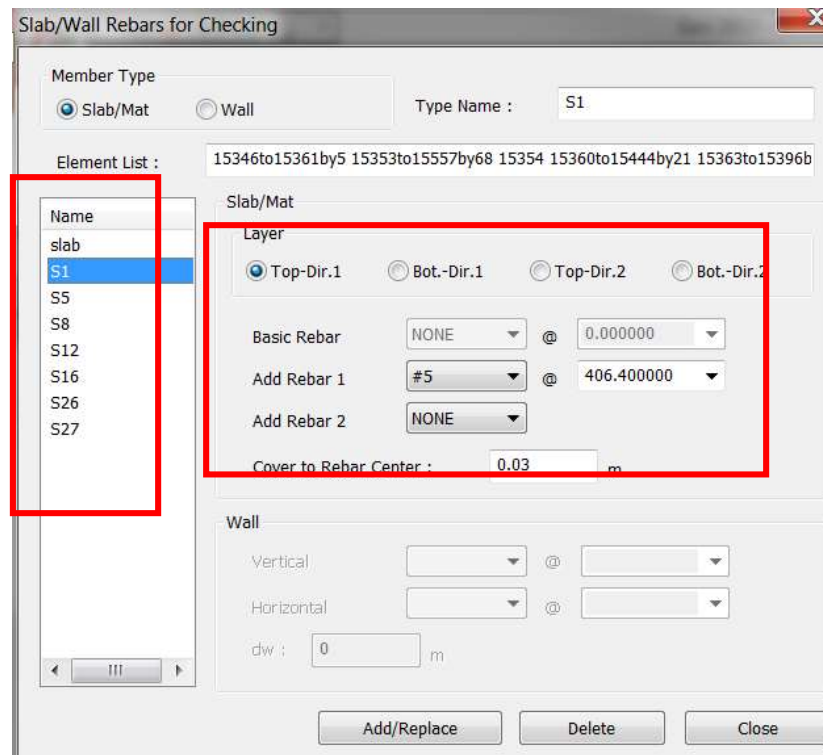 Slab/Wall Rebars for Checking
Member Type
Slab/Mat Wall
Type Name : S1
Element List : 15346to15361by5 15353to15557by68 15354 15360to15444by21 15363to15396b
Name
slab
S1
S5
S8
S12
S16
S26
S27
Slab/Mat
Layer
Top-Dir.1 Bot.-Dir.1 Top-Dir.2 Bot.-Dir.2
Basic Rebar NONE @ 0.000000
Add Rebar 1 #5 @ 406.400000
Add Rebar 2 NONE
Cover to Rebar Center : 0.03 m
Wall
Vertical @
Horizontal @
dw : 0 m
Add/Replace Delete Close